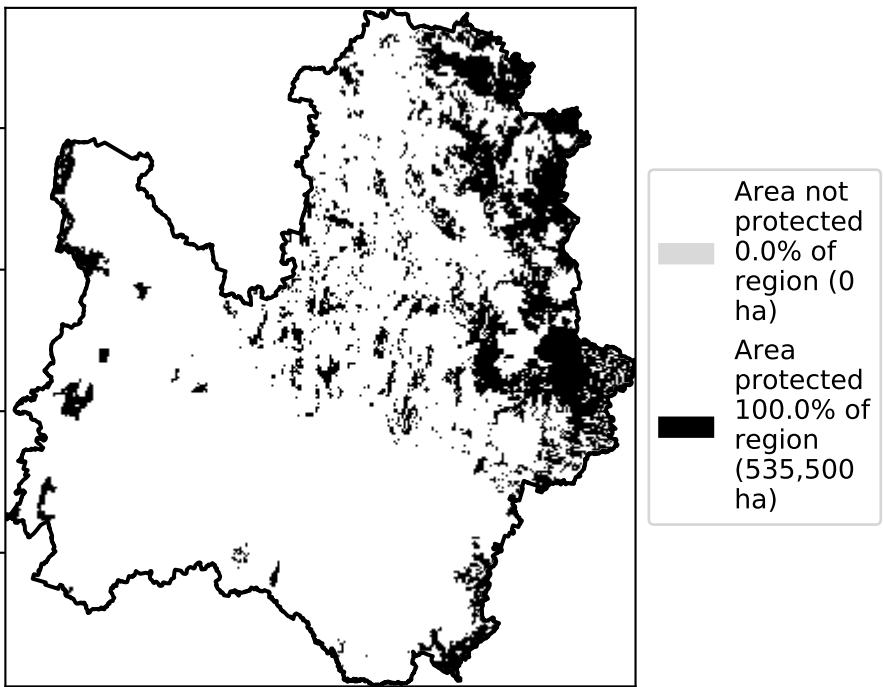 Area not
protected
0.0% of
region (0
ha)
Area
protected
100.0% of
region
(535,500
ha)